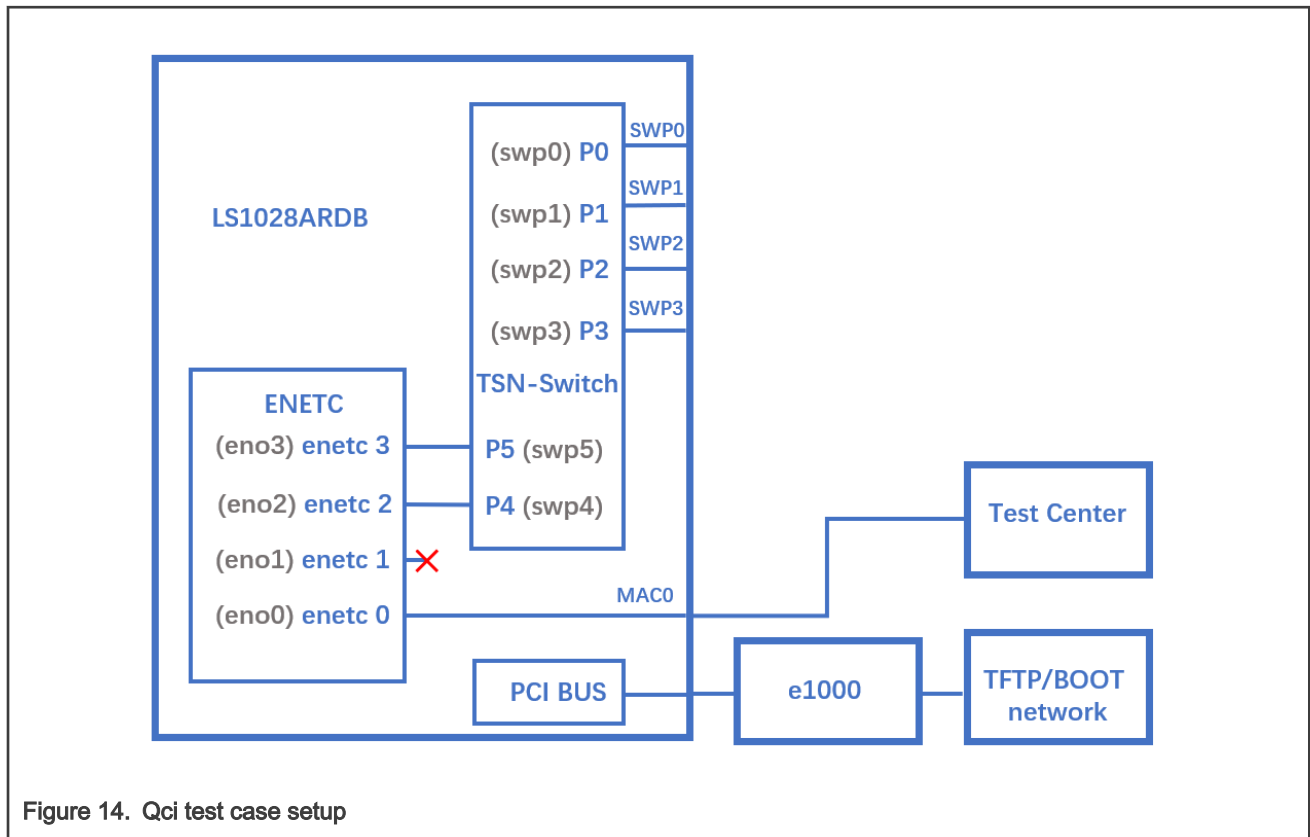 SWP0
(swp0) P0
SWP1
(swp1) P1
LS1028ARDB
SWP2
(swp2) P2
SWP3
(swp3) P3
TSN-Switch
ENETC
(eno3) enetc 3
P5 (swp5)
(eno2) enetc 2
P4 (swp4)
Test Center
(eno1) enetc 1
MAC0
(eno0) enetc 0
PCI BUS
e1000
TFTP/BOOT
network
Figure 14. Qci test case setup